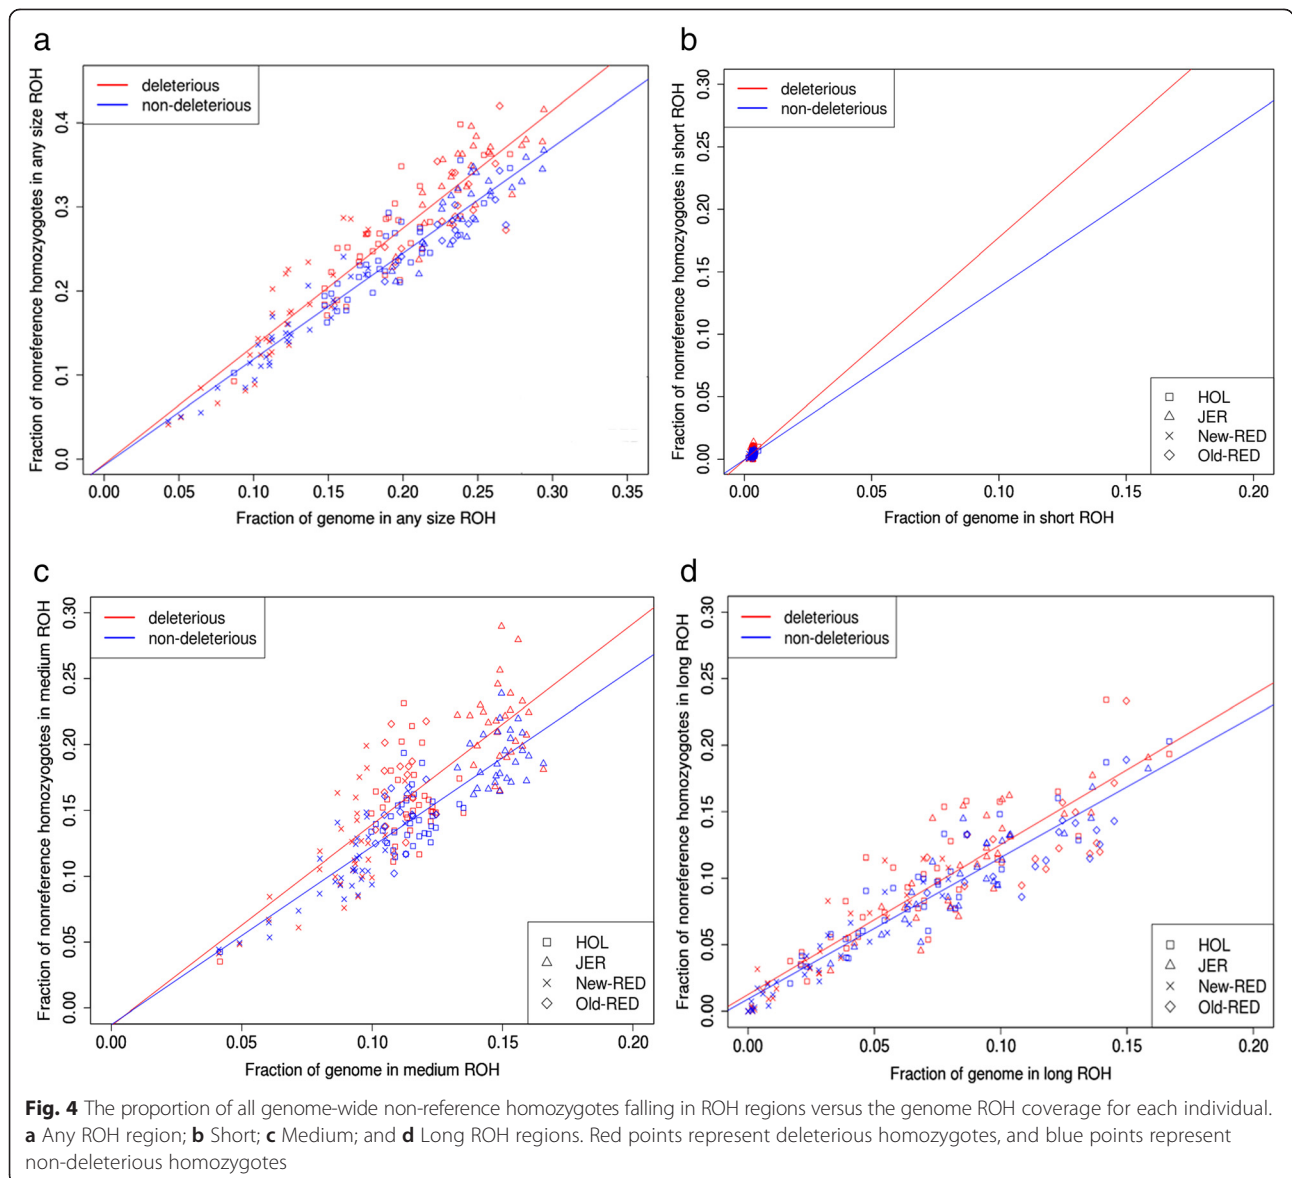 a
deleterious
non-deleterious
Fraction of nonreference homozyogotes in any size ROH
0.0
0.1
0.2
0.3
0.4
0.00 0.05 0.10 0.15 0.20 0.25 0.30 0.35
Fraction of genome in any size ROH
b
deleterious
non-deleterious
Fraction of nonreference homozyogotes in short ROH
0.00
0.05
0.10
0.15
0.20
0.25
0.30
HOL
JER
New-RED
Old-RED
0.00 0.05 0.10 0.15 0.20
Fraction of genome in short ROH
c
deleterious
non-deleterious
Fraction of nonreference homozyogotes in medium ROH
0.00
0.05
0.10
0.15
0.20
0.25
0.30
HOL
JER
New-RED
Old-RED
0.00 0.05 0.10 0.15 0.20
Fraction of genome in medium ROH
d
deleterious
non-deleterious
Fraction of nonreference homozyogotes in long ROH
0.00
0.05
0.10
0.15
0.20
0.25
0.30
HOL
JER
New-RED
Old-RED
0.00 0.05 0.10 0.15 0.20
Fraction of genome in long ROH
Fig. 4 The proportion of all genome-wide non-reference homozygotes falling in ROH regions versus the genome ROH coverage for each individual.
a Any ROH region; b Short; c Medium; and d Long ROH regions. Red points represent deleterious homozygotes, and blue points represent
non-deleterious homozygotes